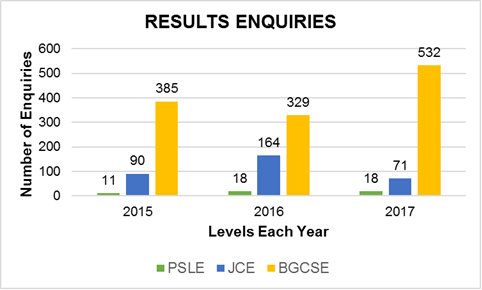 RESULTS ENQUIRIES
Number of Enquiries
600
500
400
300
200
100
0
11 90 385
18 164 329
18 71 532
2015 2016 2017
Levels Each Year
PSLE JCE BGCSE